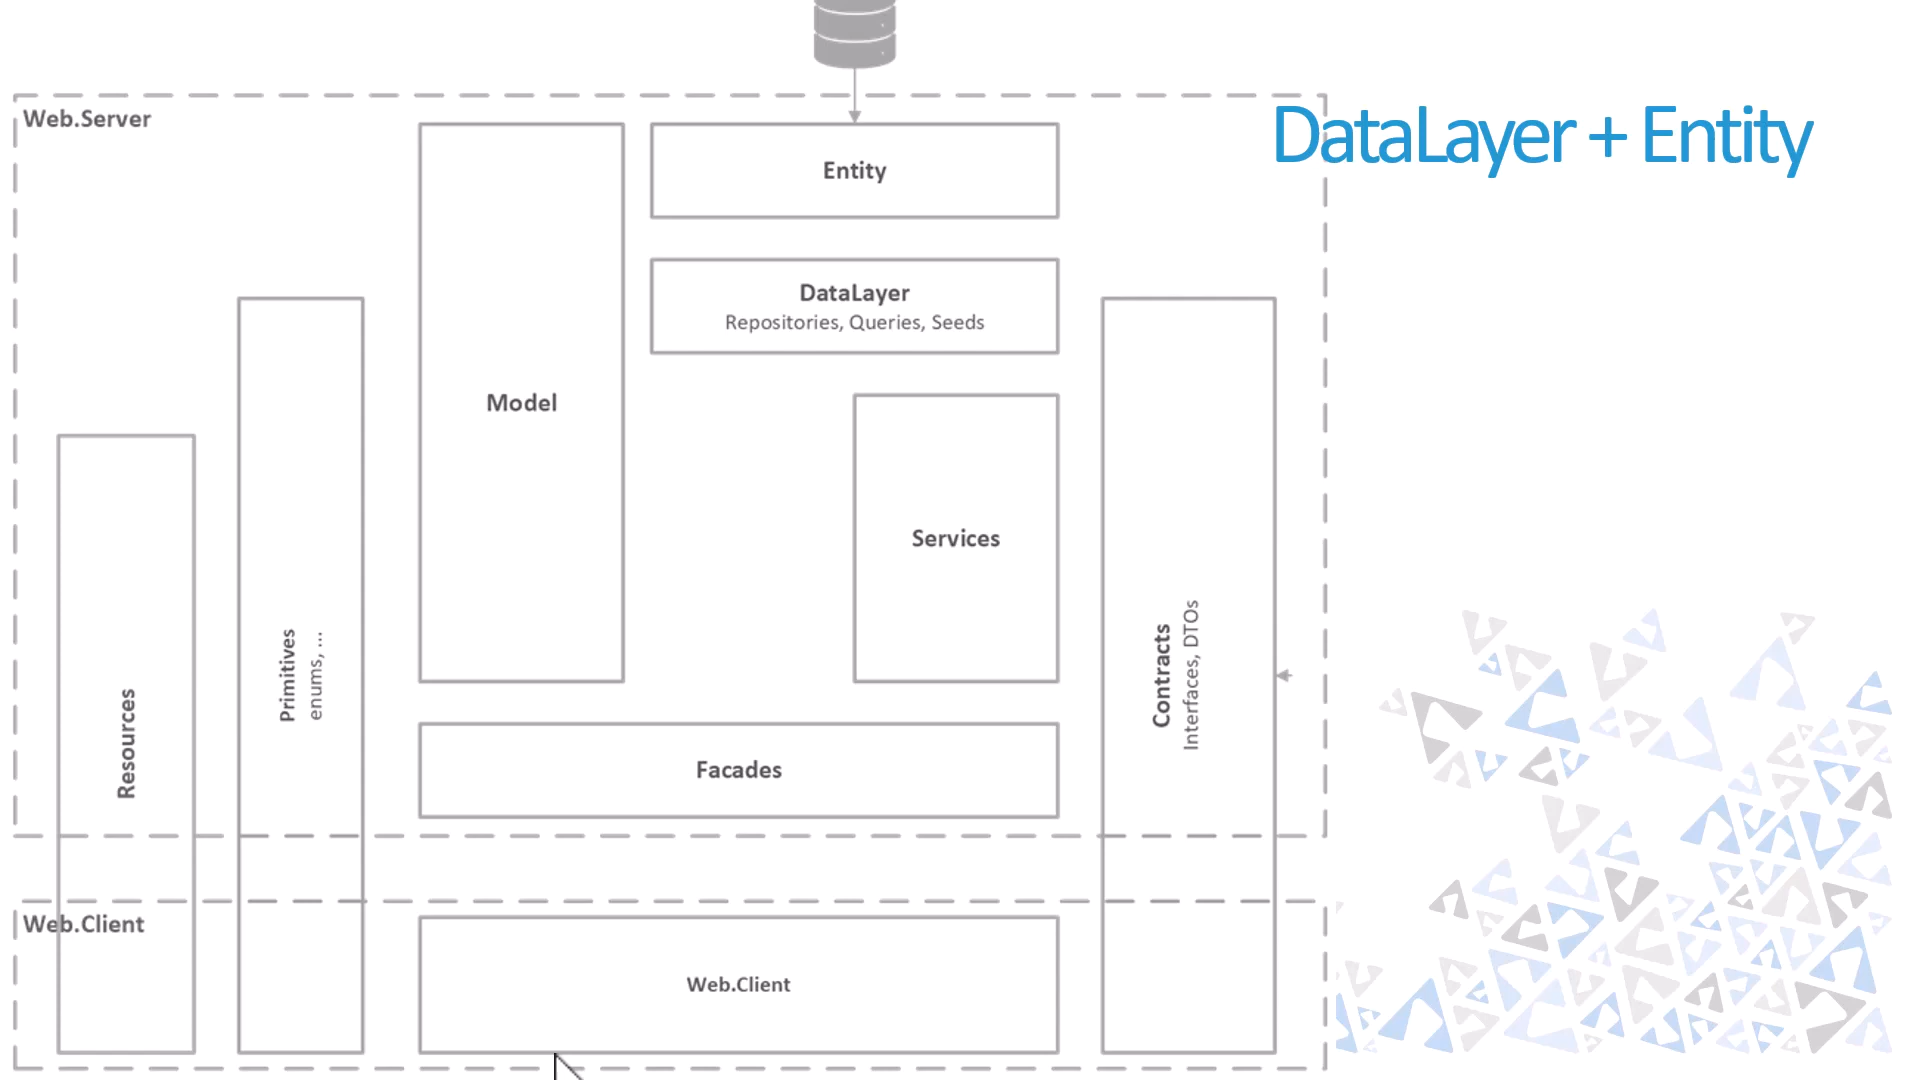 DataLayer + Entity
Web.Server
Entity
DataLayer
Repositories, Queries, Seeds
Model
Services
Resources
Primitives
enums, ...
Contracts
Interfaces, DTOs
Facades
Web.Client
Web.Client